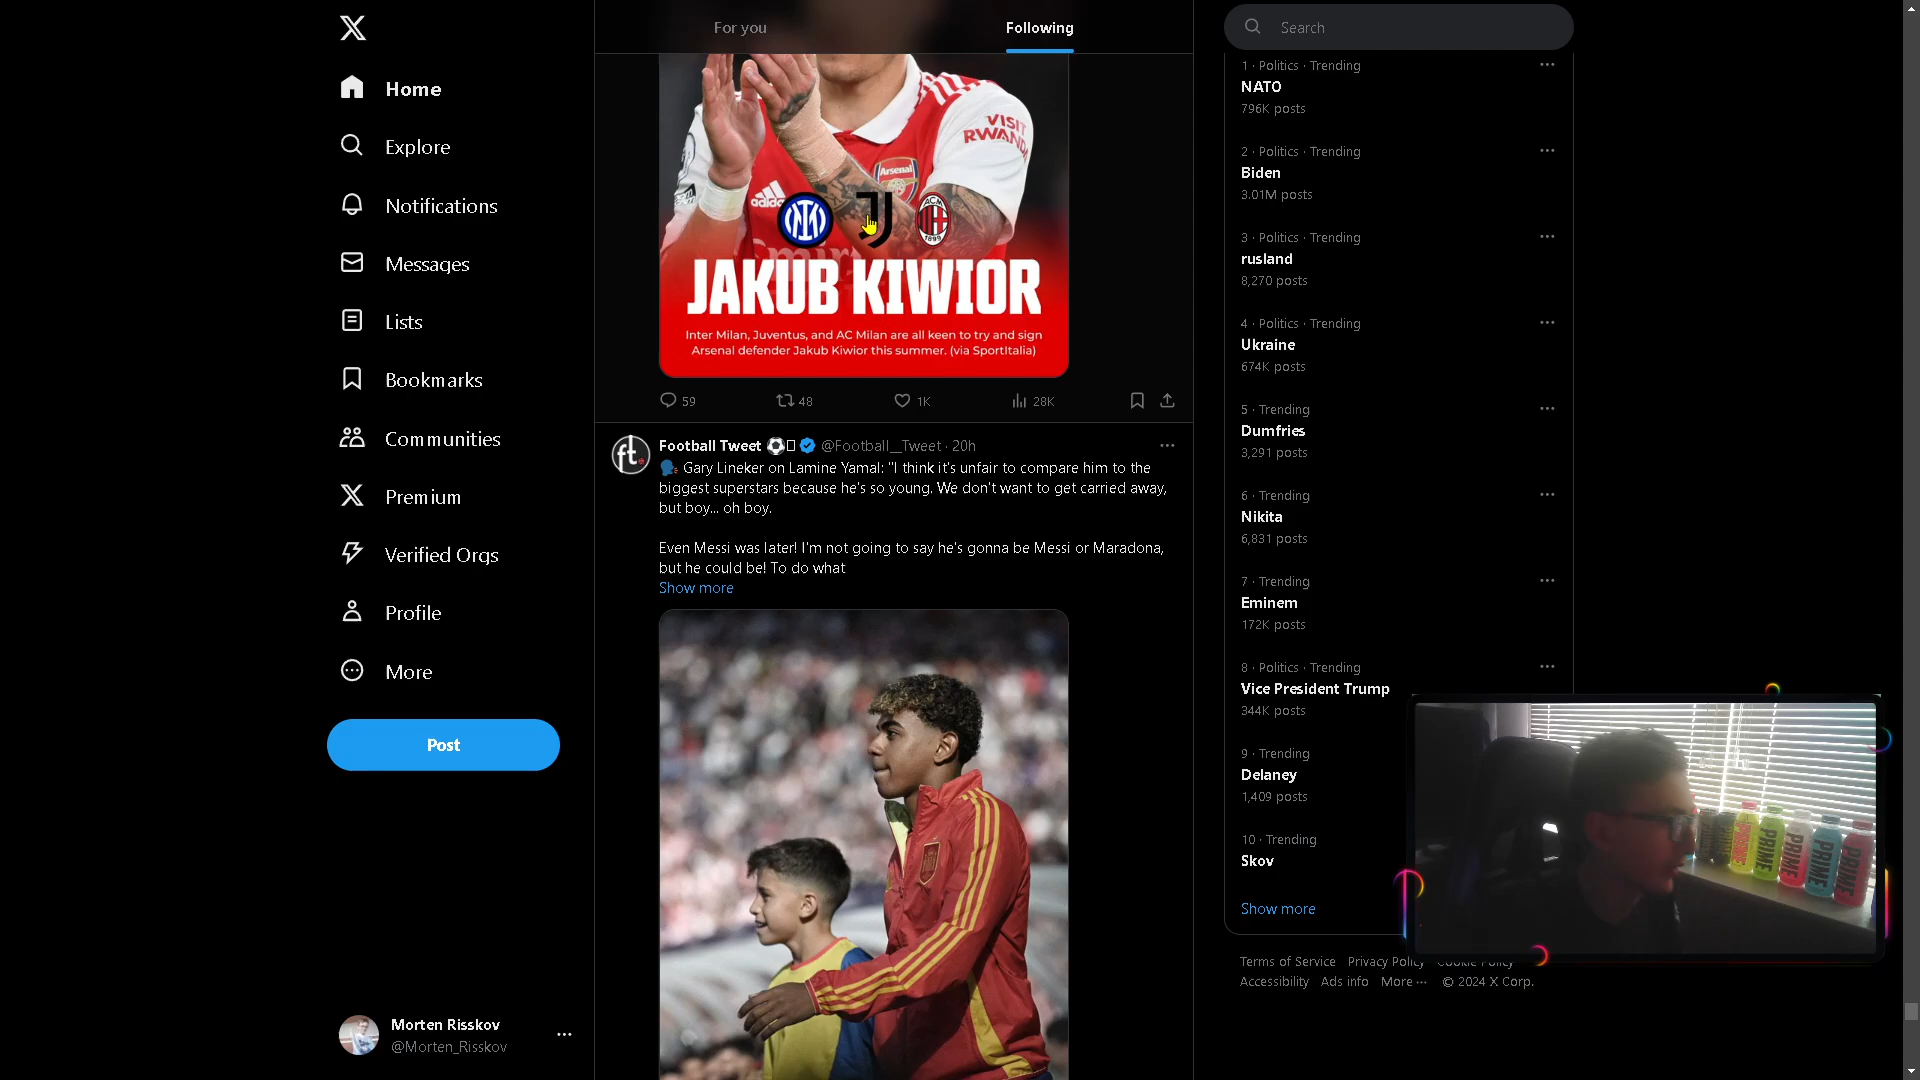 For you
Following
Search
Home
Explore
Notifications
Messages
Lists
Bookmarks
Communities
Premium
Verified Orgs
Profile
More
Post
Morten Risskov
@Morten_Risskov
VISIT
RWANDA
Arsenal
adidas
ACM
1899
JAKUB KIWIOR
Inter Milan, Juventus, and AC Milan are all keen to try and sign
Arsenal defender Jakub Kiwior this summer. (via SportItalia)
59
48
1K
28K
ft.
Football Tweet @Football__Tweet · 20h
Gary Lineker on Lamine Yamal: "I think it's unfair to compare him to the
biggest superstars because he's so young. We don't want to get carried away,
but boy... oh boy.
Even Messi was later! I'm not going to say he's gonna be Messi or Maradona,
but he could be! To do what
Show more
1 · Politics · Trending
NATO
796K posts
2 · Politics · Trending
Biden
3.01M posts
3 · Politics · Trending
rusland
8,270 posts
4 · Politics · Trending
Ukraine
674K posts
5 · Trending
Dumfries
3,291 posts
6 · Trending
Nikita
6,831 posts
7 · Trending
Eminem
172K posts
8 · Politics · Trending
Vice President Trump
344K posts
9 · Trending
Delaney
1,409 posts
10 · Trending
Skov
Show more
Terms of Service Privacy Policy Cookie Policy
Accessibility Ads info More ··· © 2024 X Corp.
PRIME
PRIME
PRIME
PRIME
PRIME